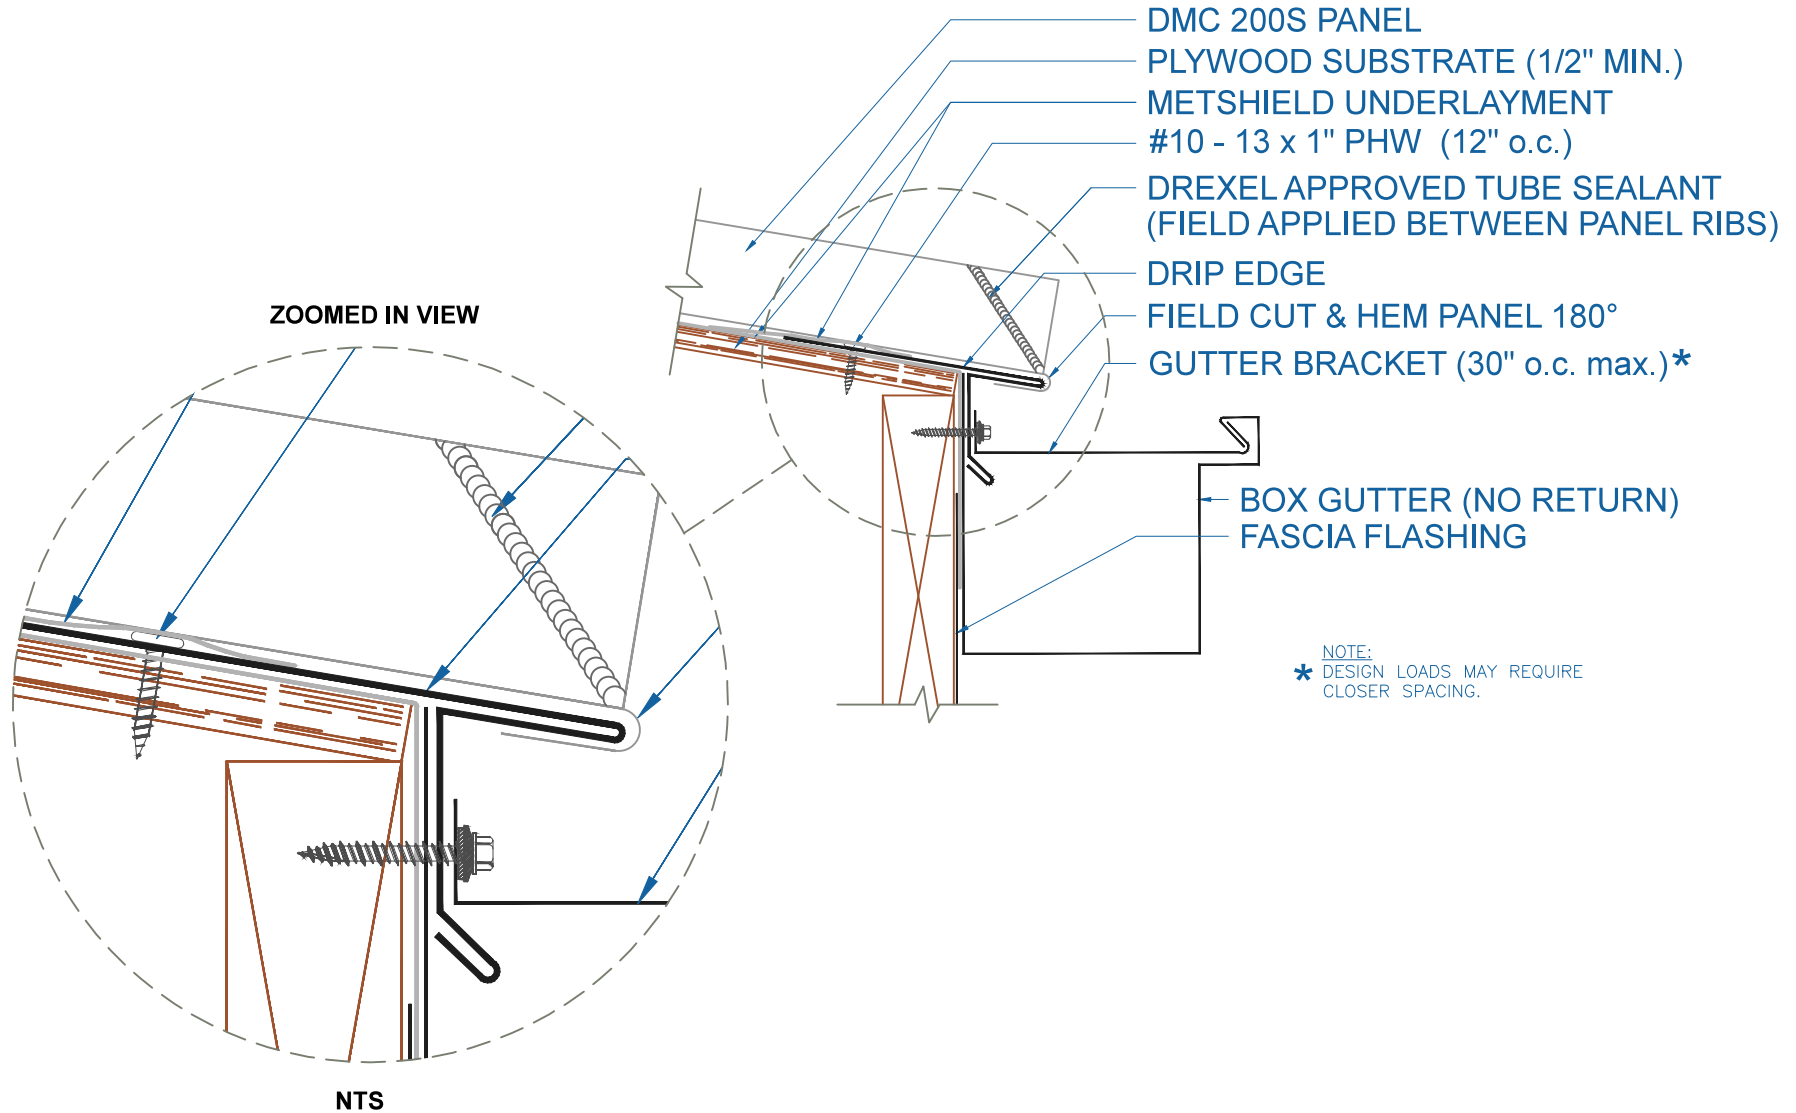 DMC 200S PANEL
PLYWOOD SUBSTRATE (1/2" MIN.)
METSHIELD UNDERLAYMENT
#10 - 13 x 1" PHW (12" o.c.)
DREXEL APPROVED TUBE SEALANT
(FIELD APPLIED BETWEEN PANEL RIBS)
DRIP EDGE
FIELD CUT & HEM PANEL 180°
GUTTER BRACKET (30" o.c. max.)*
BOX GUTTER (NO RETURN)
FASCIA FLASHING
NOTE:
* DESIGN LOADS MAY REQUIRE
CLOSER SPACING.
ZOOMED IN VIEW
NTS